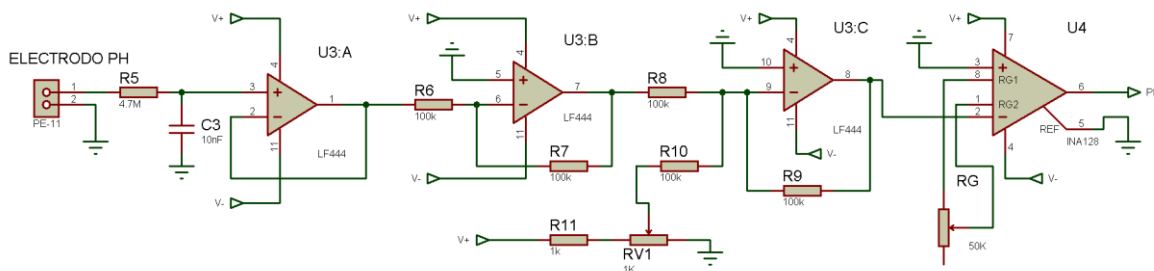 ELECTRODO PH
1
2
PE-11
R5
4.7M
C3
10nF
V+
U3:A
4
3
2
1
11
LF444
V-
R6
100k
V+
U3:B
4
5
6
7
11
LF444
V-
R7
100k
R8
100k
R10
100k
V+
R11
1k
RV1
1K
V+
U3:C
4
10
9
8
11
LF444
V-
R9
100k
V+
U4
7
3
8
RG1
1
RG2
2
6
REF
5
INA128
4
V-
RG
50K